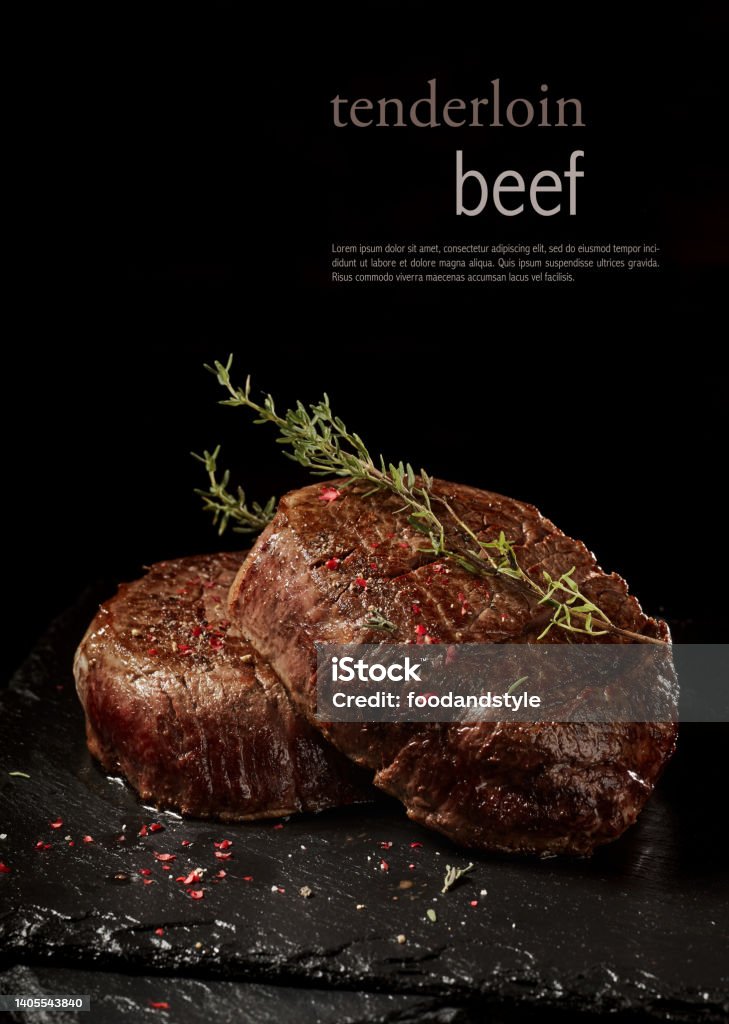 tenderloin
beef
Lorem ipsum dolor sit amet, consectetur adipiscing elit, sed do eiusmod tempor inci-
didunt ut labore et dolore magna aliqua. Quis ipsum suspendisse ultrices gravida.
Risus commodo viverra maecenas accumsan lacus vel facilisis.
iStock
Credit: foodandstyle
1405543840